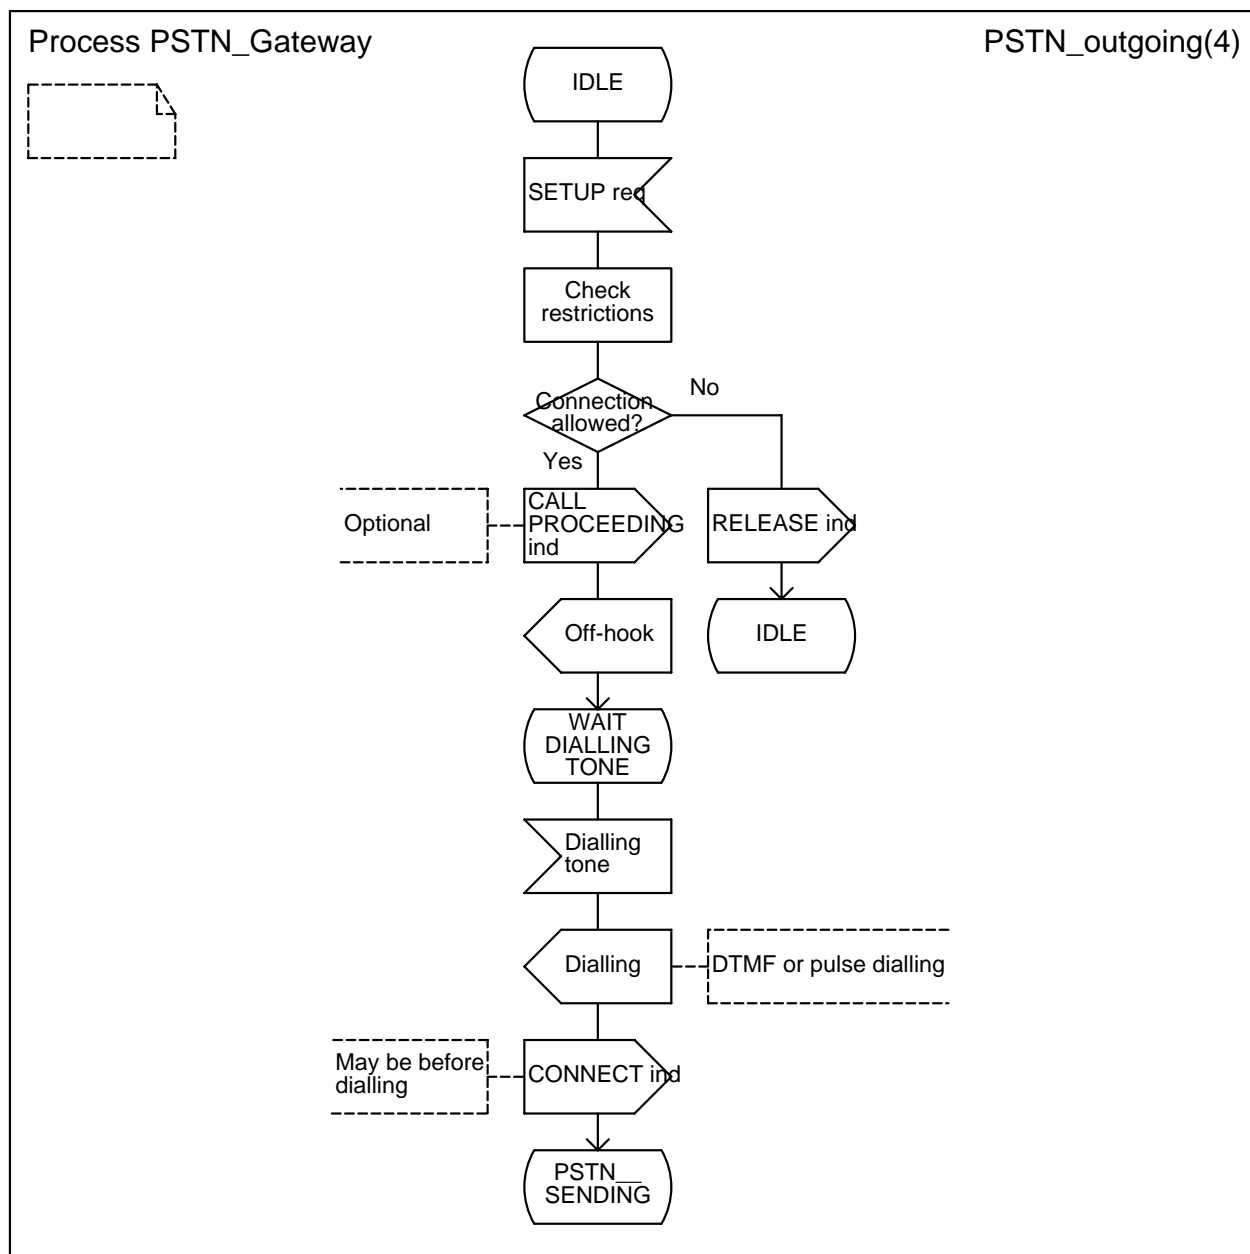 Process PSTN_Gateway
PSTN_outgoing(4)
IDLE
SETUP req
Check
restrictions
Connection
allowed?
No
Yes
Optional
CALL
PROCEEDING
ind
RELEASE ind
Off-hook
IDLE
WAIT
DIALLING
TONE
Dialling
tone
Dialling
DTMF or pulse dialling
May be before
dialling
CONNECT ind
PSTN__
SENDING